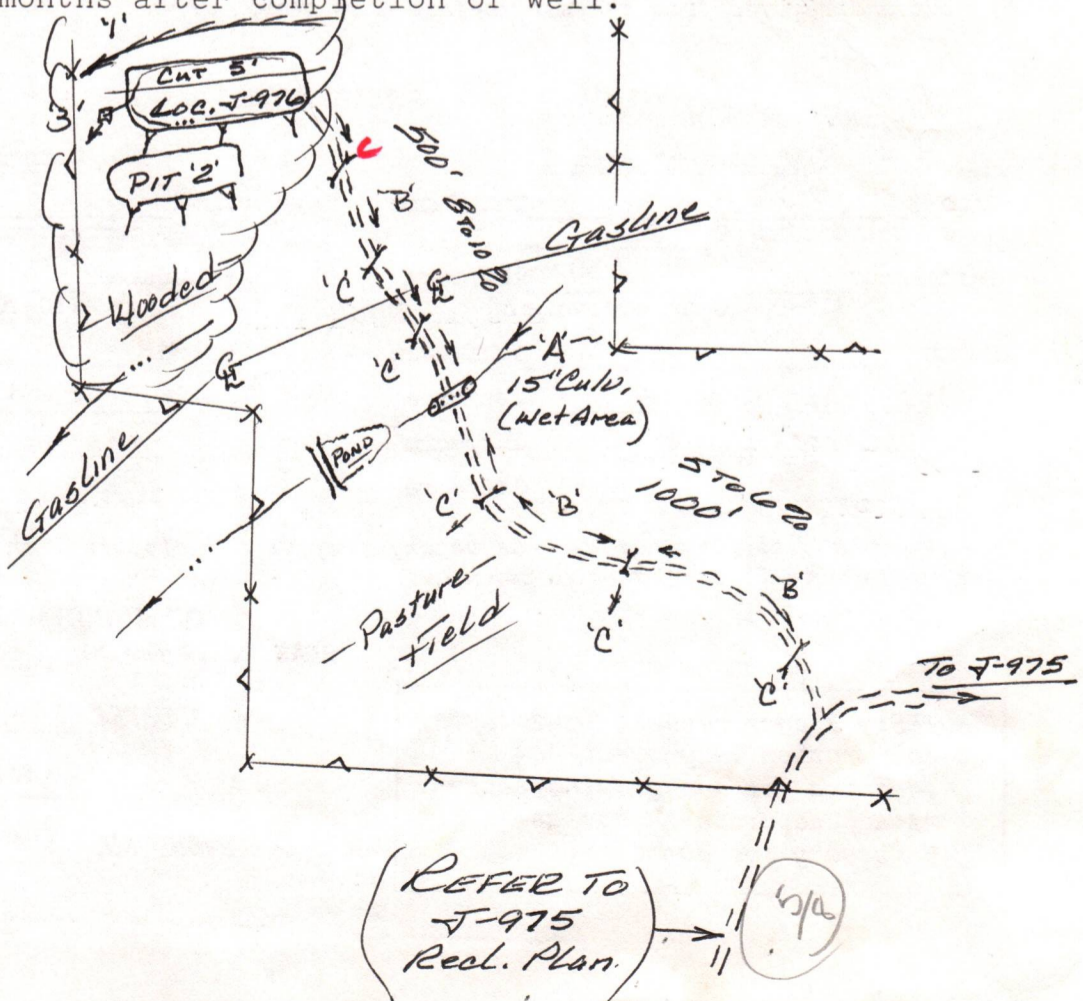 months after completion of well.
'1'
CUT 5'
LOC. J-976
3'
PIT '2'
Wooded
C
500' 8 to 10 %
'B'
Gasline
'C'
'C'
'A'
15" Culv.
(Wet Area)
POND
Gasline
'C'
'B'
5 to 6 %
1000'
Pasture
Field
'C'
'B'
'C'
To J-975
REFER TO
J-975
Recl. Plan.